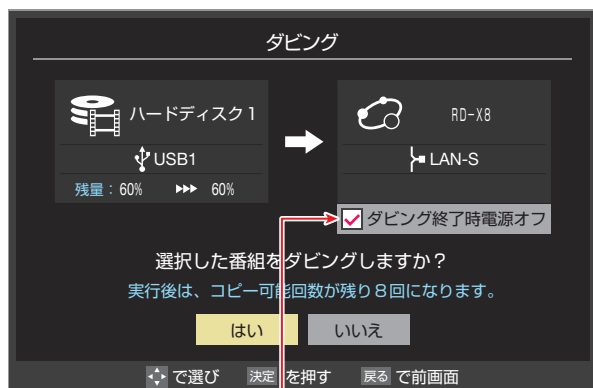 ダビング
ハードディスク1
RD-X8
USB1
LAN-S
残量：60% ▶▶▶ 60%
ダビング終了時電源オフ
選択した番組をダビングしますか？
実行後は、コピー可能回数が残り８回になります。
はい
いいえ
で選び 決定 を押す 戻る で前画面